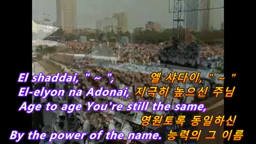 El shaddai, " ~ ", 엘 샤다이, " ~ "
El-elyon na Adonai, 지극히 높으신 주님
Age to age You're still the same,
영원토록 동일하신
By the power of the name. 능력의 그 이름